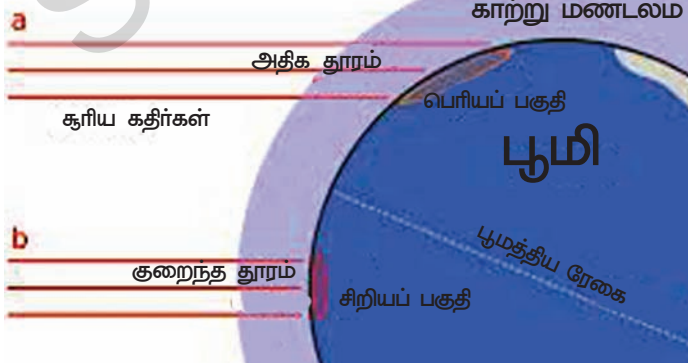 காற்று மண்டலம்
a
அதிக தூரம்
பெரியப் பகுதி
சூரிய கதிர்கள்
பூமி
பூமத்திய ரேகை
b
குறைந்த தூரம்
சிறியப் பகுதி